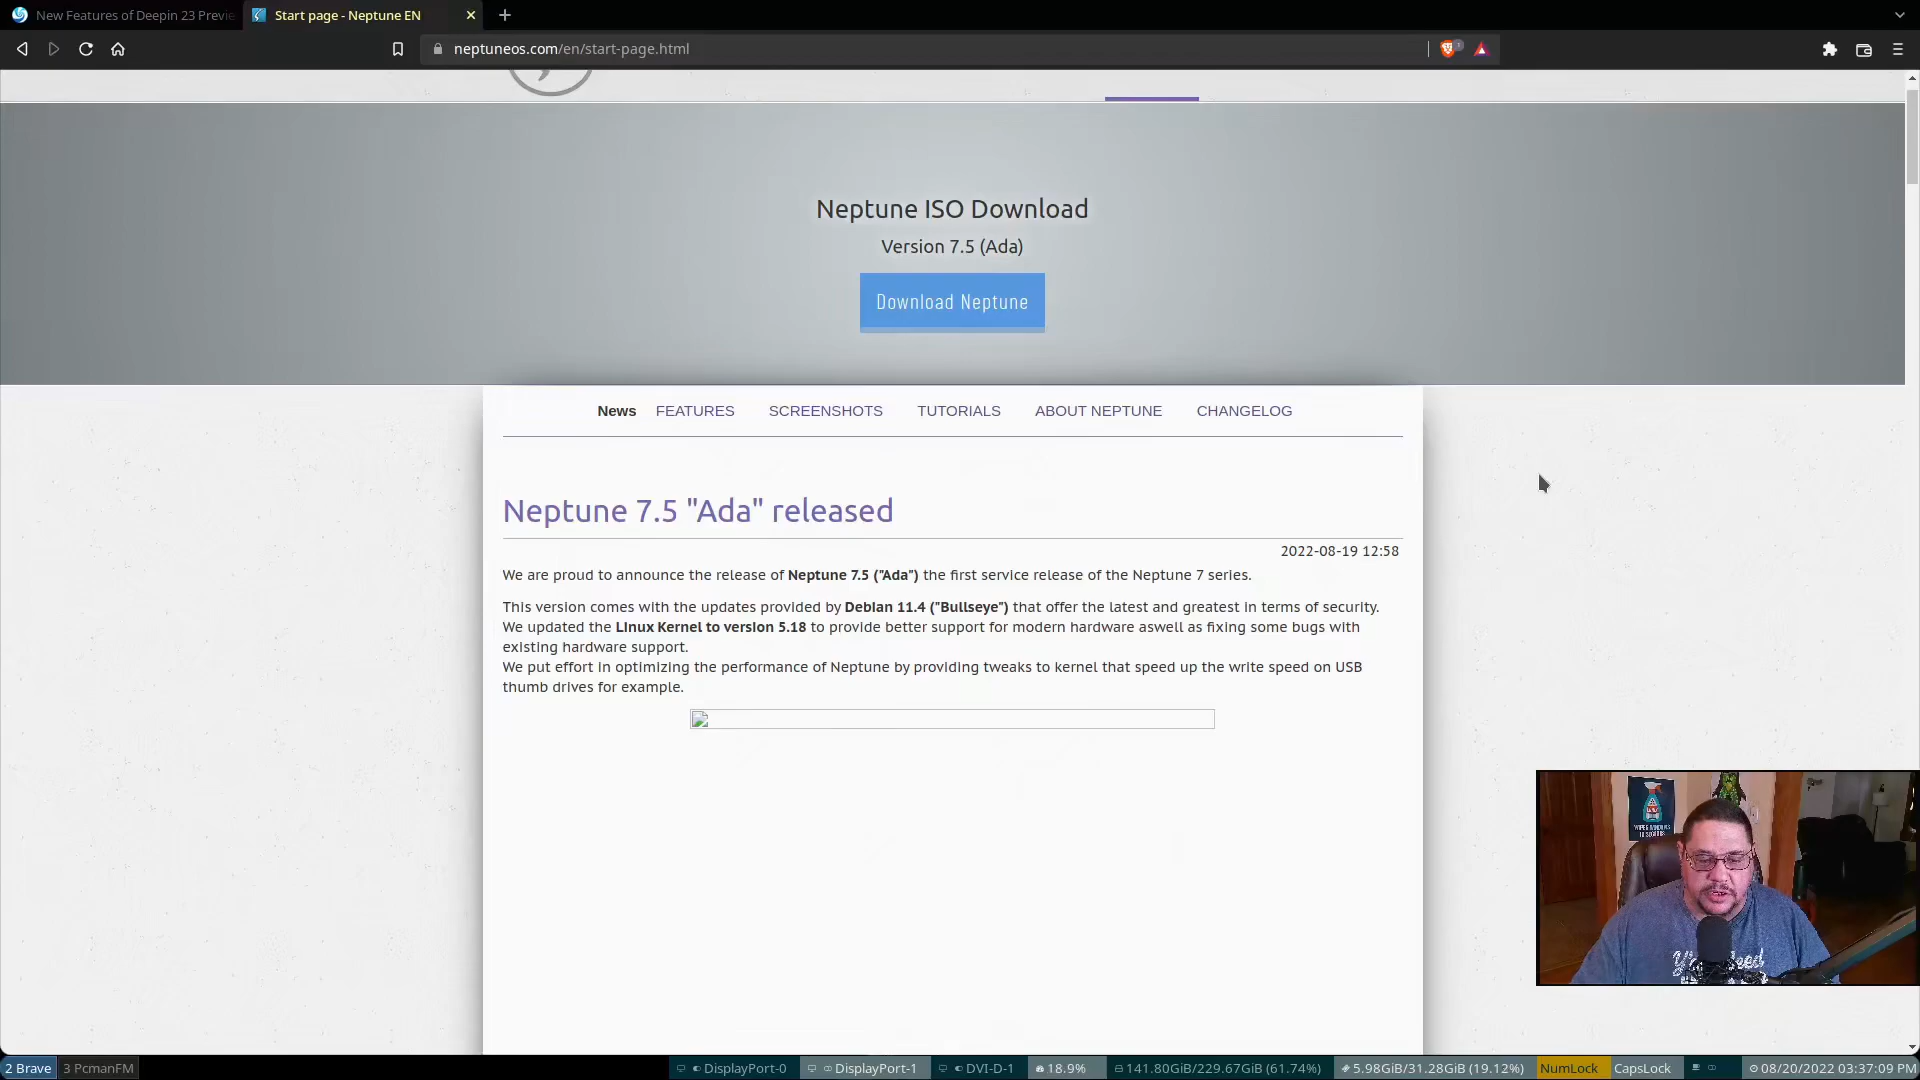 New Features of Deepin 23 Previe
Start page - Neptune EN
neptuneos.com/en/start-page.html
Neptune ISO Download
Version 7.5 (Ada)
Download Neptune
News FEATURES SCREENSHOTS TUTORIALS ABOUT NEPTUNE CHANGELOG
Neptune 7.5 "Ada" released
2022-08-19 12:58
We are proud to announce the release of Neptune 7.5 ("Ada") the first service release of the Neptune 7 series.
This version comes with the updates provided by Debian 11.4 ("Bullseye") that offer the latest and greatest in terms of security.
We updated the Linux Kernel to version 5.18 to provide better support for modern hardware aswell as fixing some bugs with
existing hardware support.
We put effort in optimizing the performance of Neptune by providing tweaks to kernel that speed up the write speed on USB
thumb drives for example.
2 Brave 3 PcmanFM DisplayPort-0 DisplayPort-1 DVI-D-1 18.9% 141.80GiB/229.67GiB (61.74%) 5.98GiB/31.28GiB (19.12%) NumLock CapsLock 08/20/2022 03:37:09 PM